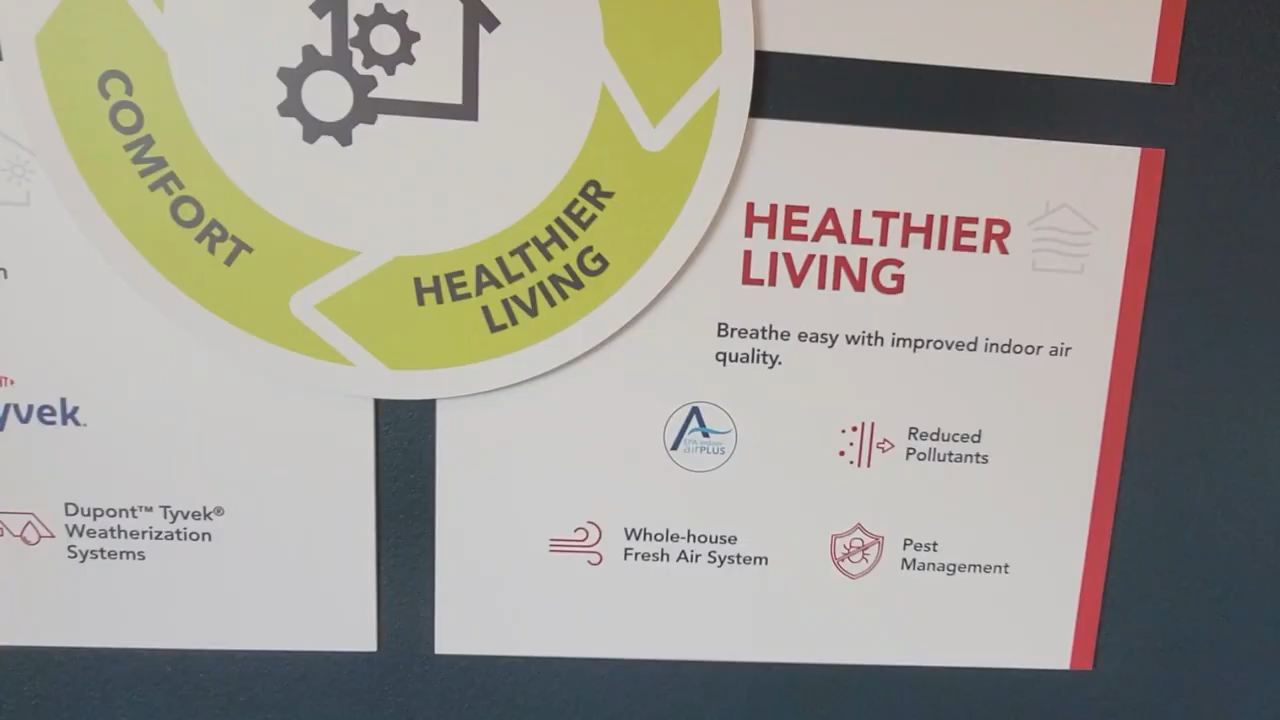 COMFORT
HEALTHIER
LIVING
HEALTHIER
LIVING
Breathe easy with improved indoor air
quality.
airPLUS
Reduced
Pollutants
Whole-house
Fresh Air System
Pest
Management
Dupont™ Tyvek®
Weatherization
Systems